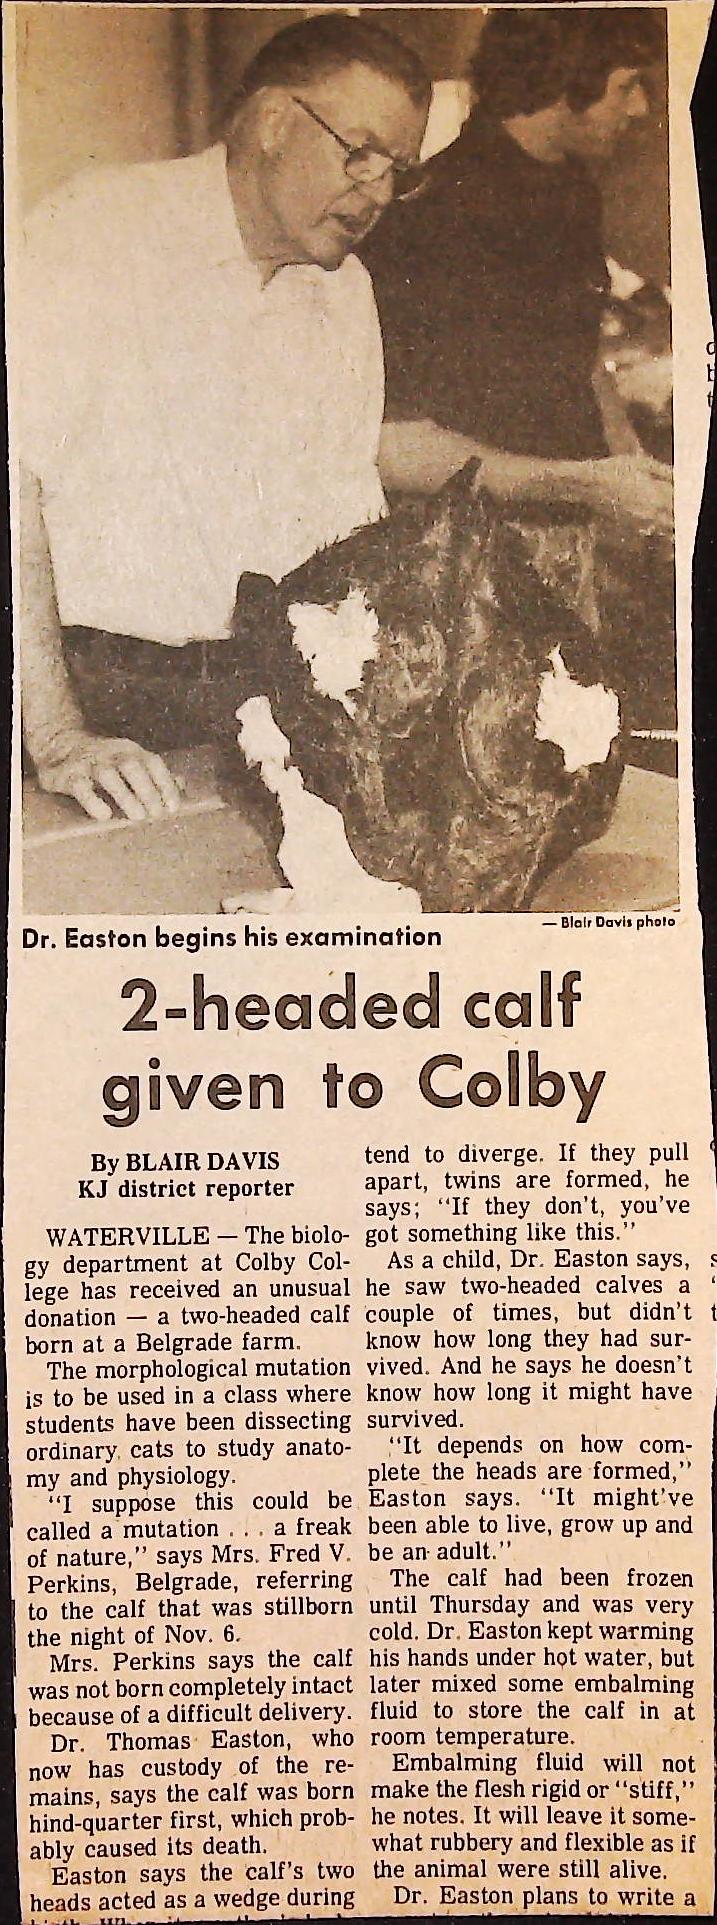 — Blair Davis photo
Dr. Easton begins his examination
2-headed calf
given to Colby
By BLAIR DAVIS
KJ district reporter
WATERVILLE — The biolo-
gy department at Colby Col-
lege has received an unusual
donation — a two-headed calf
born at a Belgrade farm.
The morphological mutation
is to be used in a class where
students have been dissecting
ordinary cats to study anato-
my and physiology.
"I suppose this could be
called a mutation . . . a freak
of nature," says Mrs. Fred V.
Perkins, Belgrade, referring
to the calf that was stillborn
the night of Nov. 6.
Mrs. Perkins says the calf
was not born completely intact
because of a difficult delivery.
Dr. Thomas Easton, who
now has custody of the re-
mains, says the calf was born
hind-quarter first, which prob-
ably caused its death.
Easton says the calf's two
heads acted as a wedge during
tend to diverge. If they pull
apart, twins are formed, he
says; "If they don't, you've
got something like this."
As a child, Dr. Easton says,
he saw two-headed calves a
couple of times, but didn't
know how long they had sur-
vived. And he says he doesn't
know how long it might have
survived.
"It depends on how com-
plete the heads are formed,"
Easton says. "It might've
been able to live, grow up and
be an adult."
The calf had been frozen
until Thursday and was very
cold. Dr. Easton kept warming
his hands under hot water, but
later mixed some embalming
fluid to store the calf in at
room temperature.
Embalming fluid will not
make the flesh rigid or "stiff,"
he notes. It will leave it some-
what rubbery and flexible as if
the animal were still alive.
Dr. Easton plans to write a